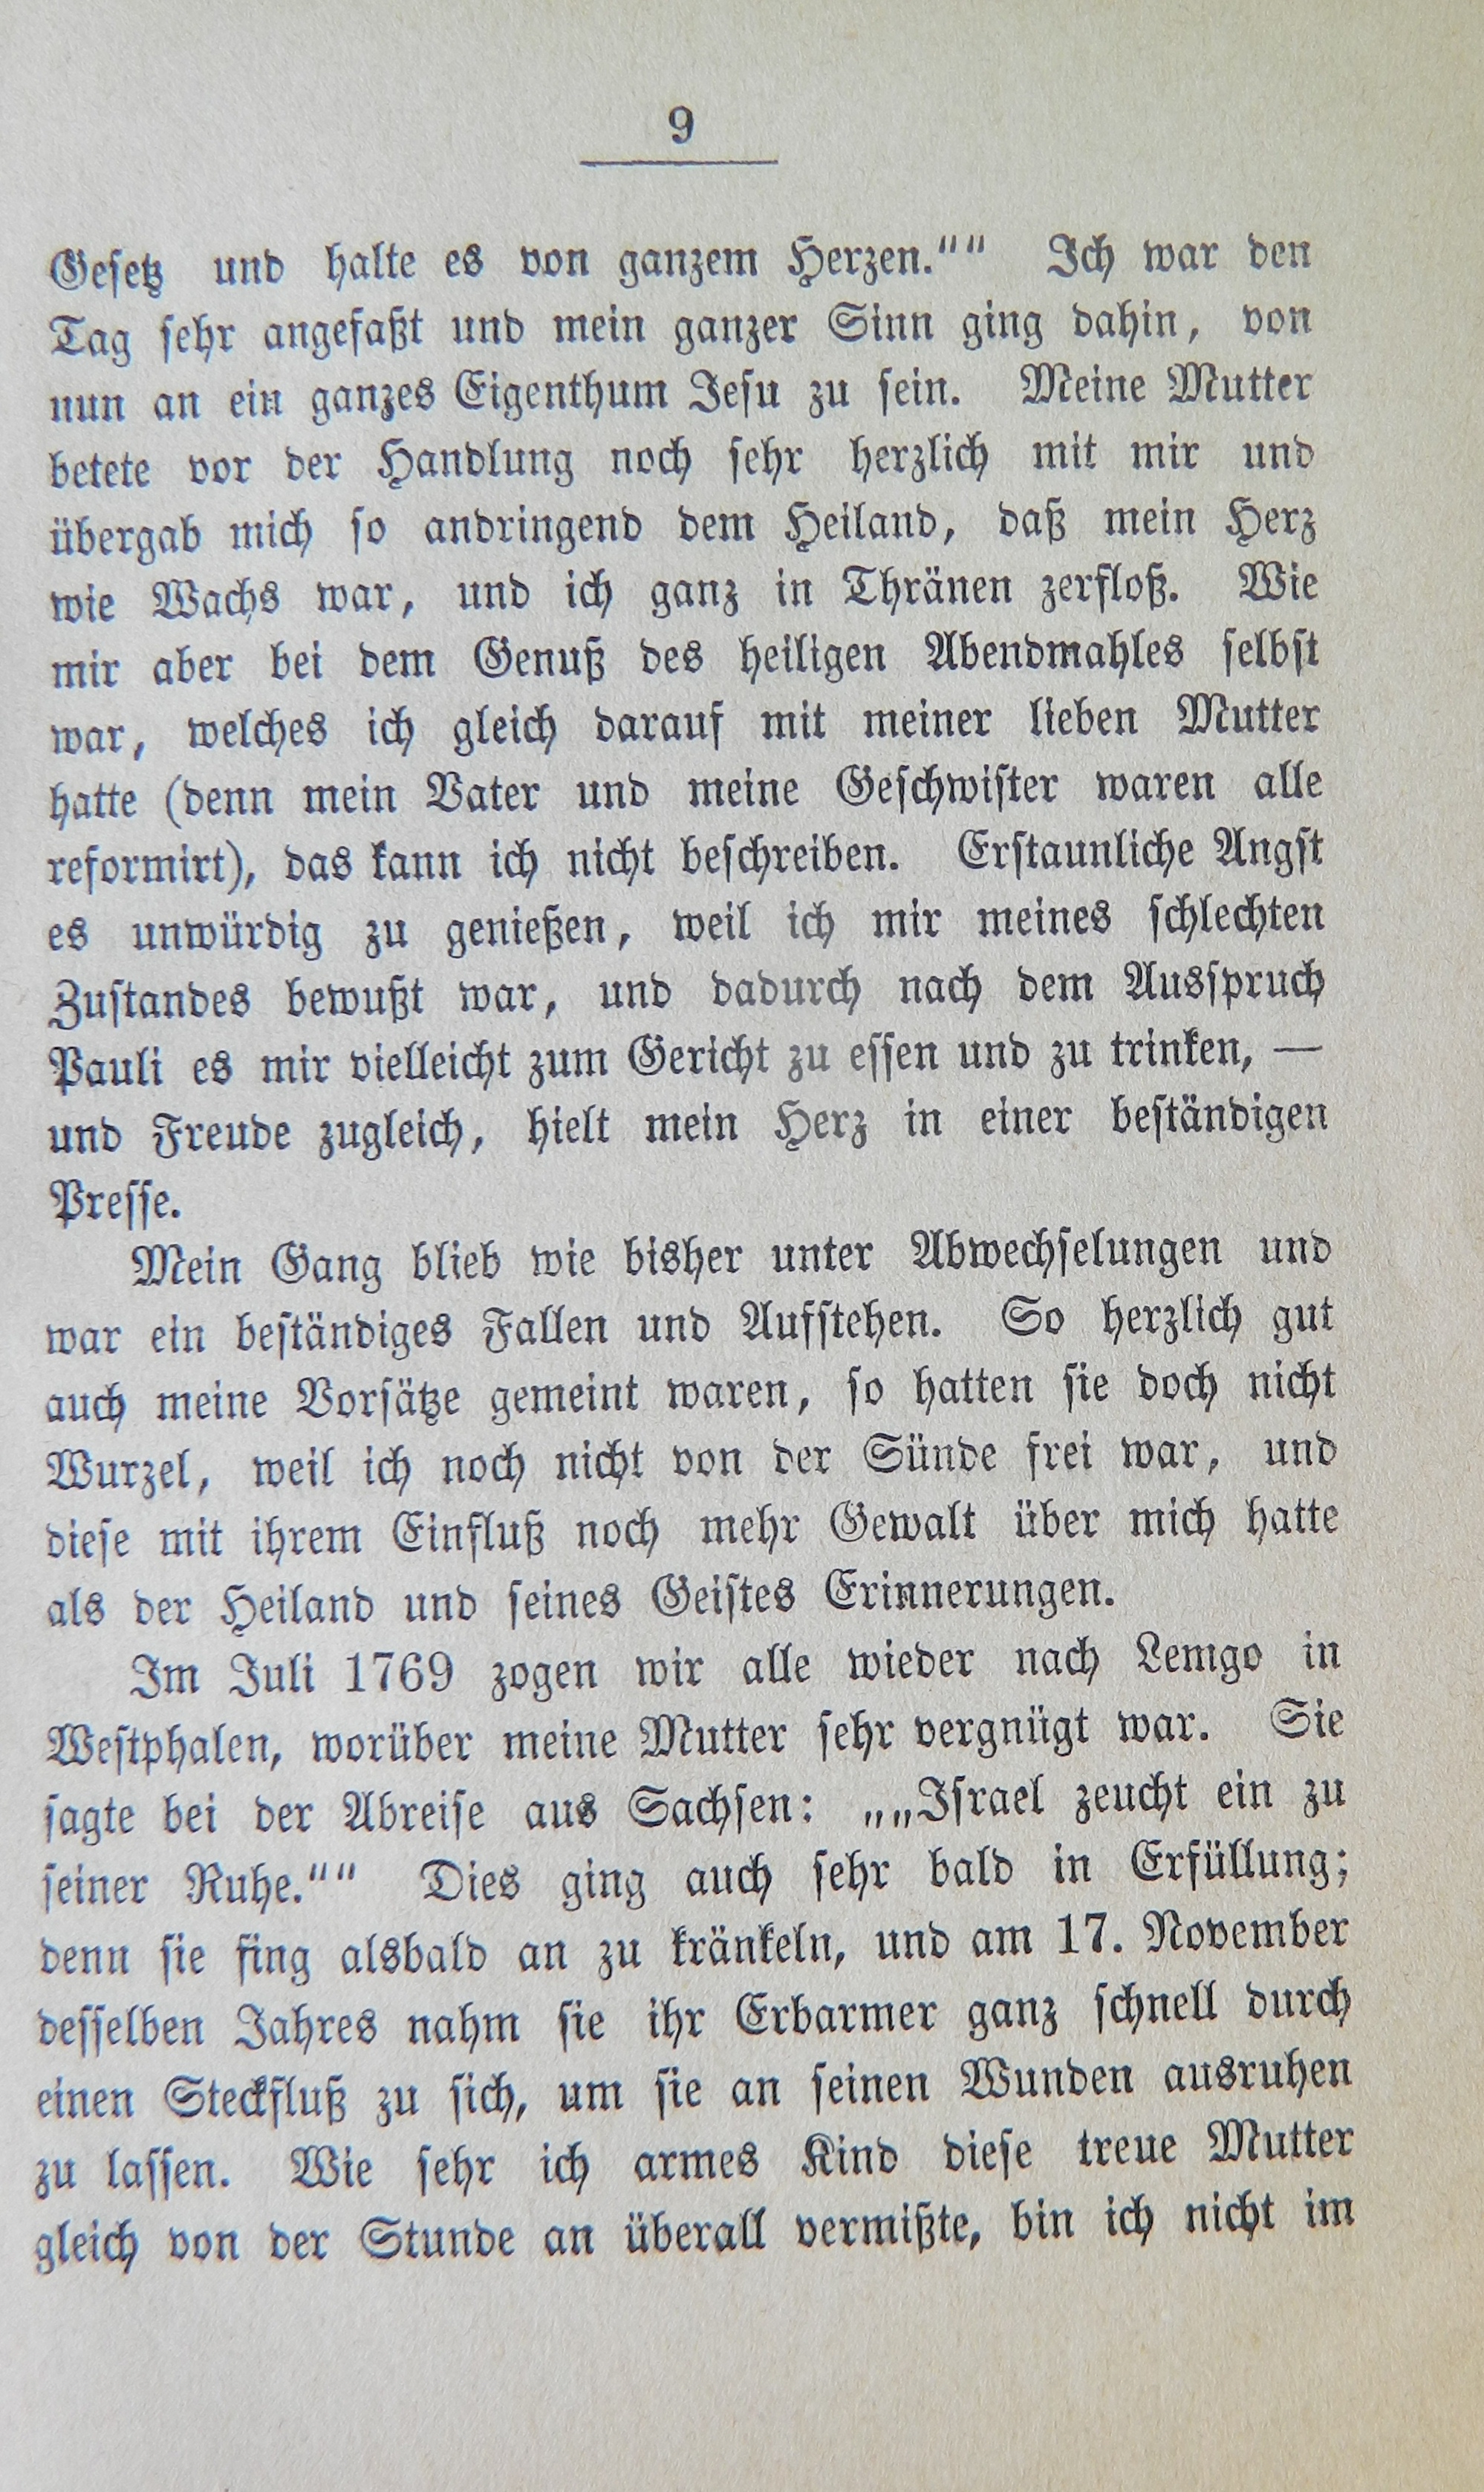 9
Gesetz und halte es von ganzem Herzen.““ Ich war den
Tag sehr angefaßt und mein ganzer Sinn ging dahin, von
nun an ein ganzes Eigenthum Jesu zu sein. Meine Mutter
betete vor der Handlung noch sehr herzlich mit mir und
übergab mich so andringend dem Heiland, daß mein Herz
wie Wachs war, und ich ganz in Thränen zerfloß. Wie
mir aber bei dem Genuß des heiligen Abendmahles selbst
war, welches ich gleich darauf mit meiner lieben Mutter
hatte (denn mein Vater und meine Geschwister waren alle
reformirt), das kann ich nicht beschreiben. Erstaunliche Angst
es unwürdig zu genießen, weil ich mir meines schlechten
Zustandes bewußt war, und dadurch nach dem Ausspruch
Pauli es mir vielleicht zum Gericht zu essen und zu trinken, —
und Freude zugleich, hielt mein Herz in einer beständigen
Presse.
Mein Gang blieb wie bisher unter Abwechselungen und
war ein beständiges Fallen und Aufstehen. So herzlich gut
auch meine Vorsätze gemeint waren, so hatten sie doch nicht
Wurzel, weil ich noch nicht von der Sünde frei war, und
diese mit ihrem Einfluß noch mehr Gewalt über mich hatte
als der Heiland und seines Geistes Erinnerungen.
Im Juli 1769 zogen wir alle wieder nach Lemgo in
Westphalen, worüber meine Mutter sehr vergnügt war. Sie
sagte bei der Abreise aus Sachsen: „„Israel zeucht ein zu
seiner Ruhe.““ Dies ging auch sehr bald in Erfüllung;
denn sie fing alsbald an zu kränkeln, und am 17. November
desselben Jahres nahm sie ihr Erbarmer ganz schnell durch
einen Steckfluß zu sich, um sie an seinen Wunden ausruhen
zu lassen. Wie sehr ich armes Kind diese treue Mutter
gleich von der Stunde an überall vermißte, bin ich nicht im